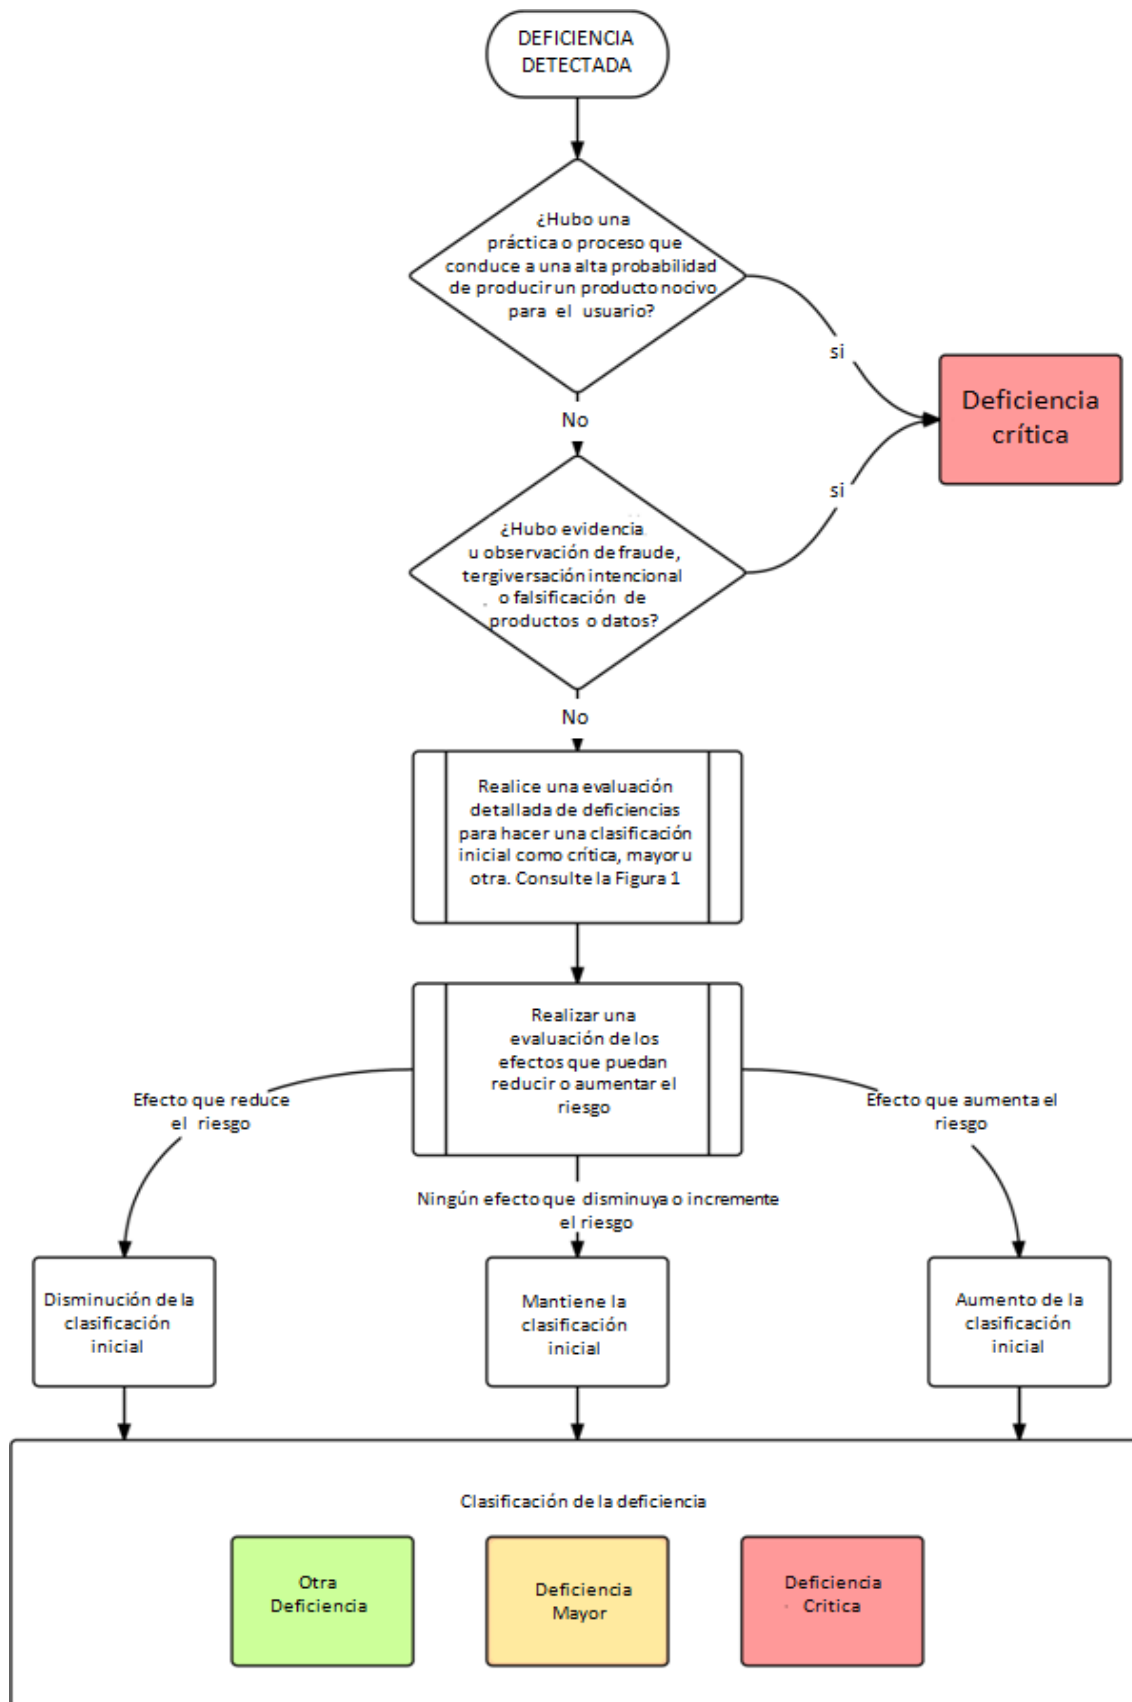 DEFICIENCIA
DETECTADA
¿Hubo una
práctica o proceso que
conduce a una alta probabilidad
de producir un producto nocivo
para el usuario?
si
Deficiencia
crítica
No
si
¿Hubo evidencia
u observación de fraude,
tergiversación intencional
o falsificación de
productos o datos?
No
Realice una evaluación
detallada de deficiencias
para hacer una clasificación
inicial como crítica, mayor u
otra. Consulte la Figura 1
Realizar una
evaluación de los
efectos que puedan
reducir o aumentar el
riesgo
Efecto que reduce
el riesgo
Efecto que aumenta el
riesgo
Ningún efecto que disminuya o incremente
el riesgo
Disminución de la
clasificación
inicial
Mantiene la
clasificación
inicial
Aumento de la
clasificación
inicial
Clasificación de la deficiencia
Otra
Deficiencia
Deficiencia
Mayor
Deficiencia
Critica